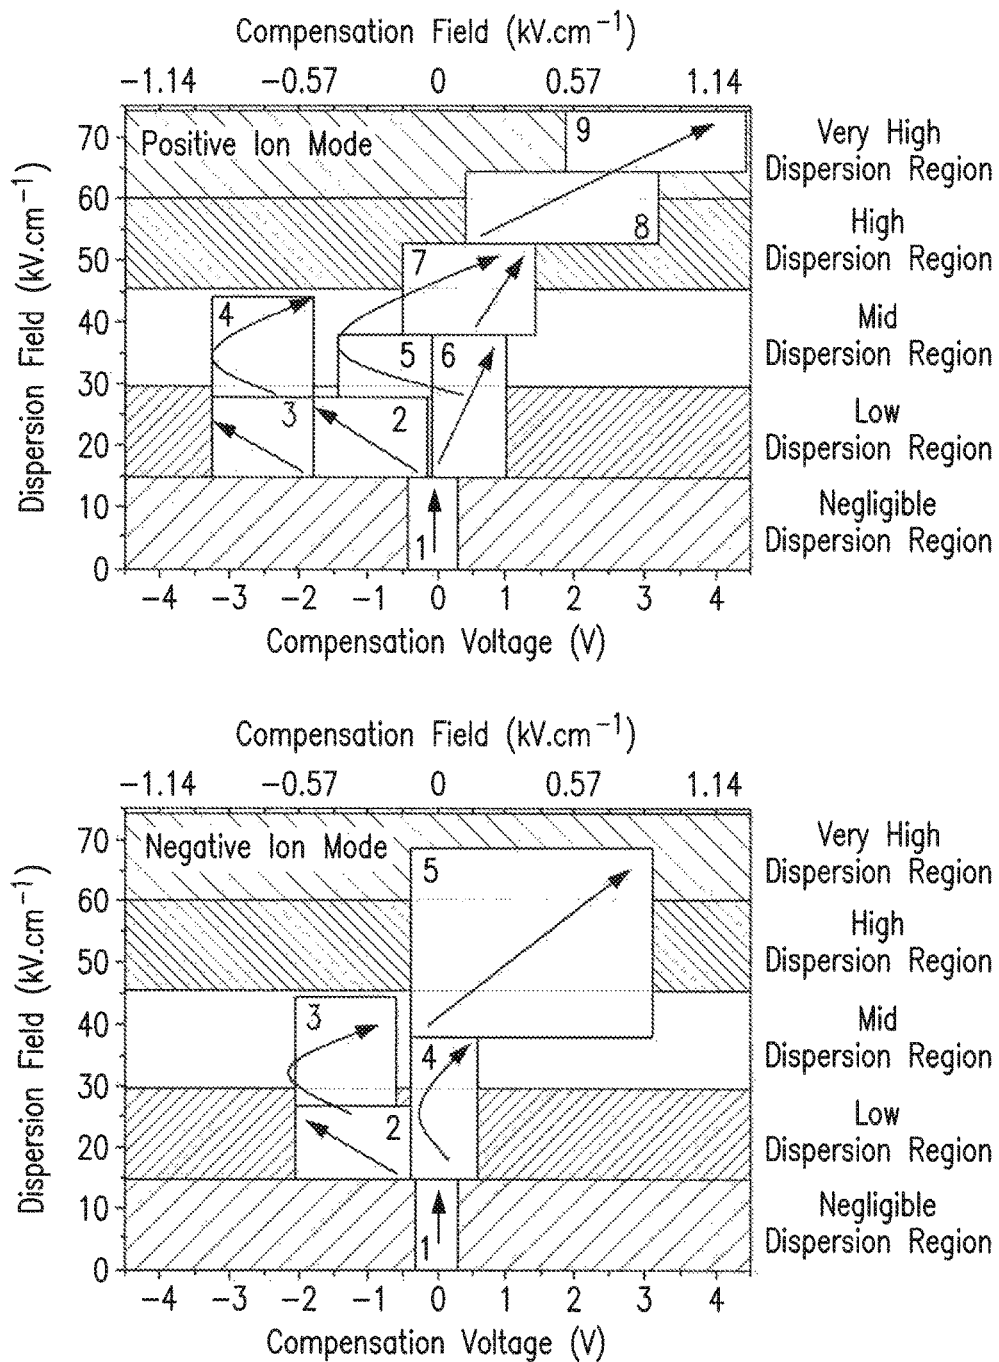 Compensation Field (kV.cm⁻¹)
−1.14 −0.57 0 0.57 1.14
Dispersion Field (kV.cm⁻¹)
70
60
50
40
30
20
10
0
Positive Ion Mode
9
8
7
4
5 6
3 2
1
Very High
Dispersion Region
High
Dispersion Region
Mid
Dispersion Region
Low
Dispersion Region
Negligible
Dispersion Region
−4 −3 −2 −1 0 1 2 3 4
Compensation Voltage (V)
Compensation Field (kV.cm⁻¹)
−1.14 −0.57 0 0.57 1.14
Dispersion Field (kV.cm⁻¹)
70
60
50
40
30
20
10
0
Negative Ion Mode
5
3
4
2
1
Very High
Dispersion Region
High
Dispersion Region
Mid
Dispersion Region
Low
Dispersion Region
Negligible
Dispersion Region
−4 −3 −2 −1 0 1 2 3 4
Compensation Voltage (V)